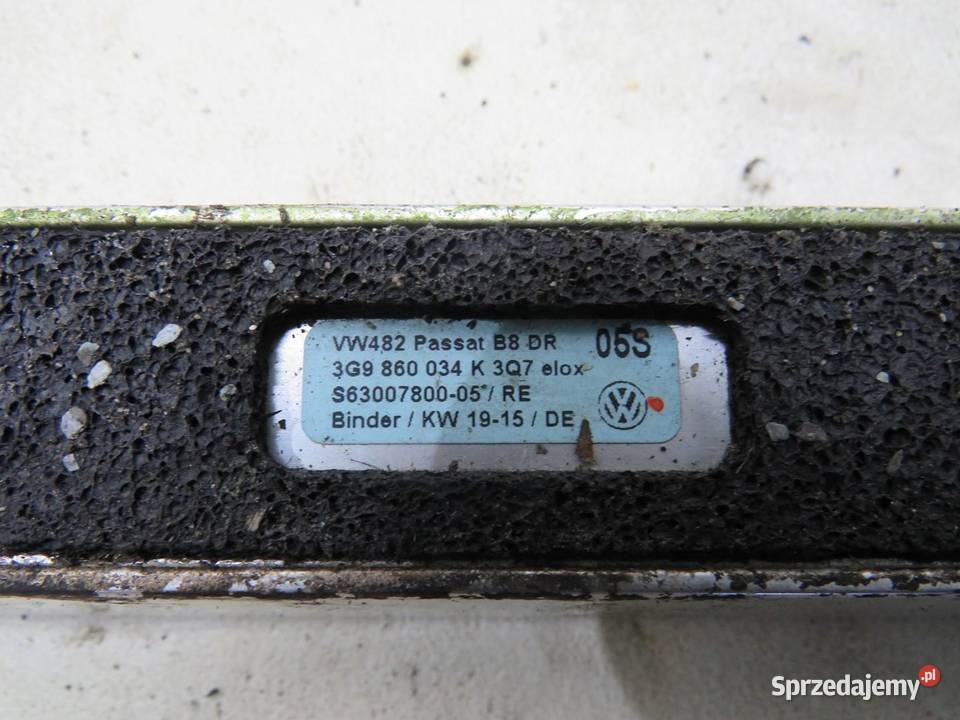 VW482 Passat B8 DR 05S
3G9 860 034 K 3Q7 elox
S63007800-05 / RE
Binder / KW 19-15 / DE
Sprzedajemy.pl